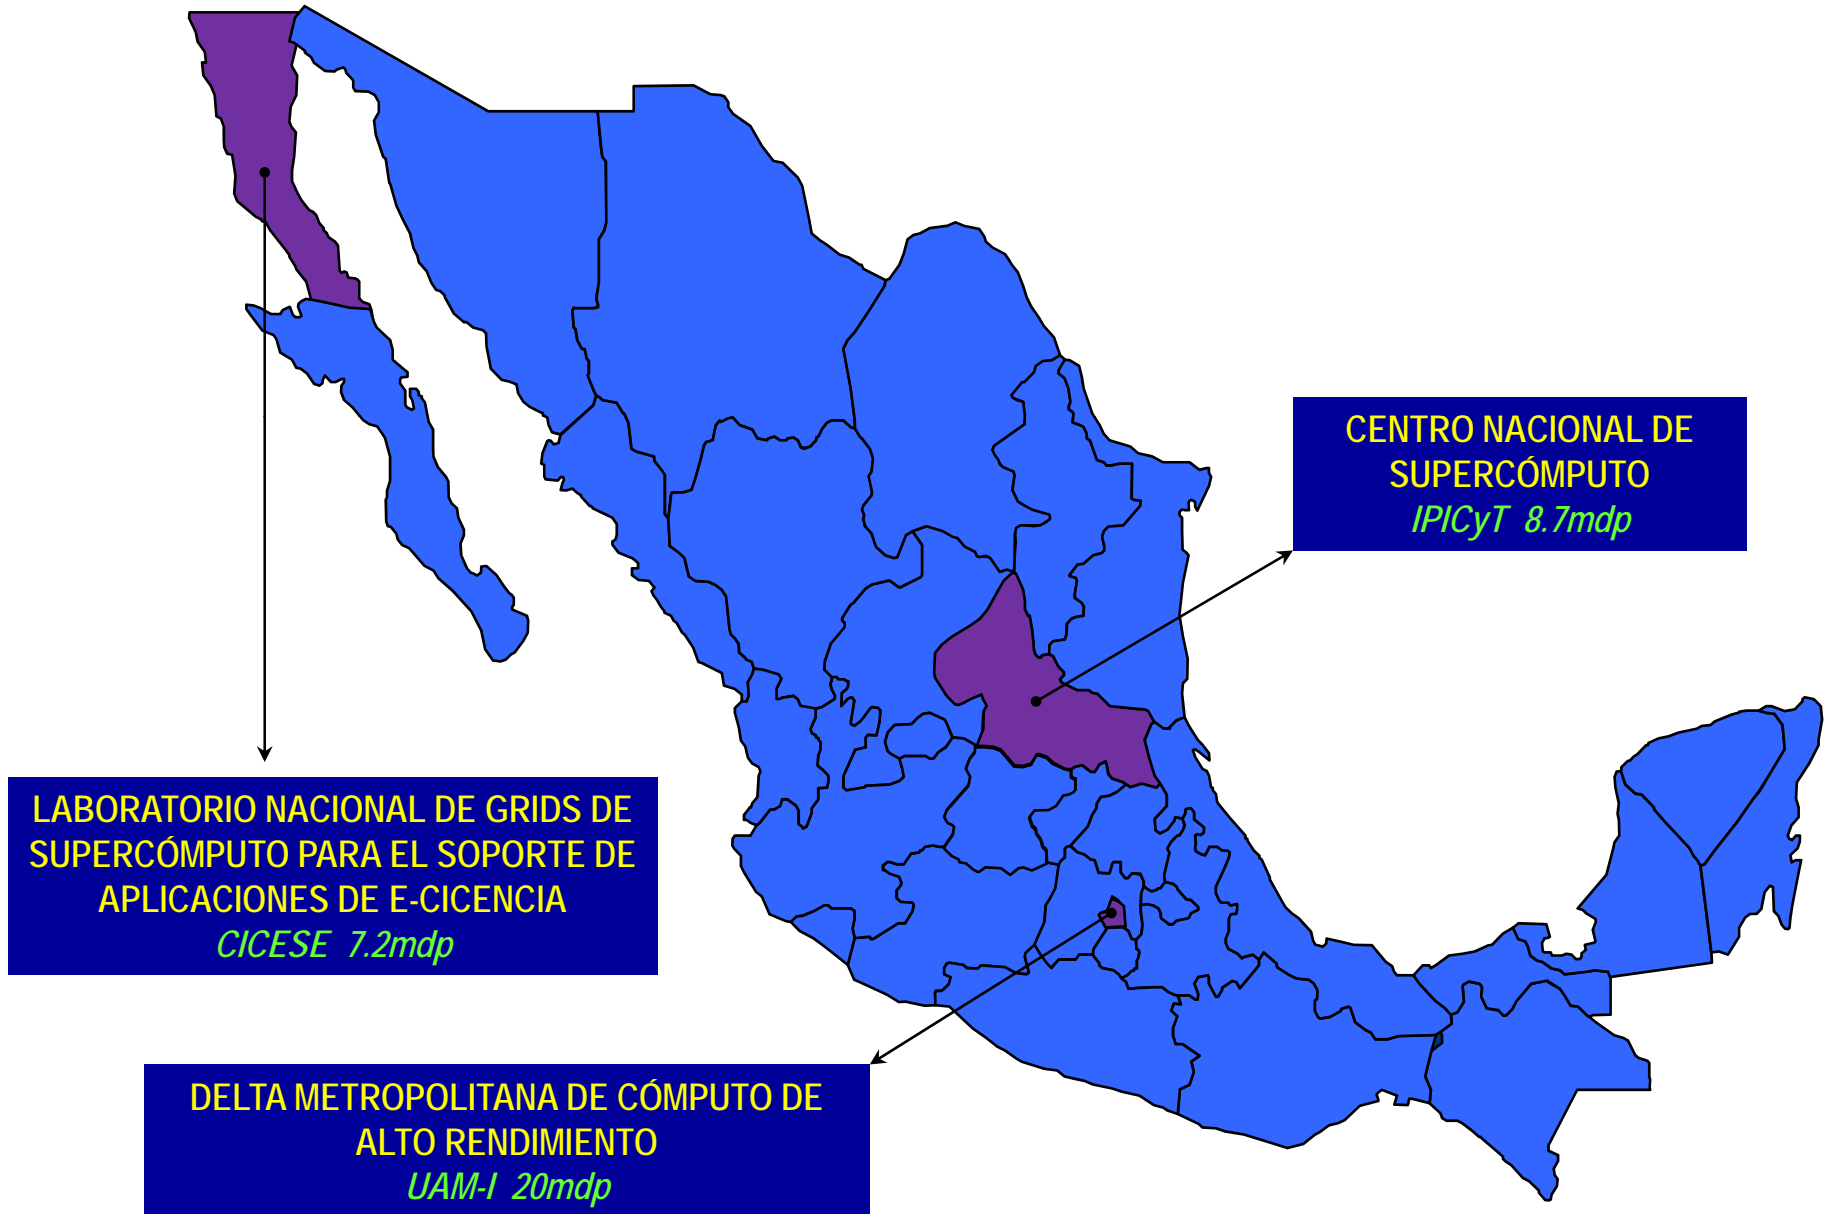 CENTRO NACIONAL DE
SUPERCÓMPUTO
IPICyT 8.7mdp
LABORATORIO NACIONAL DE GRIDS DE
SUPERCÓMPUTO PARA EL SOPORTE DE
APLICACIONES DE E-CICENCIA
CICESE 7.2mdp
DELTA METROPOLITANA DE CÓMPUTO DE
ALTO RENDIMIENTO
UAM-I 20mdp